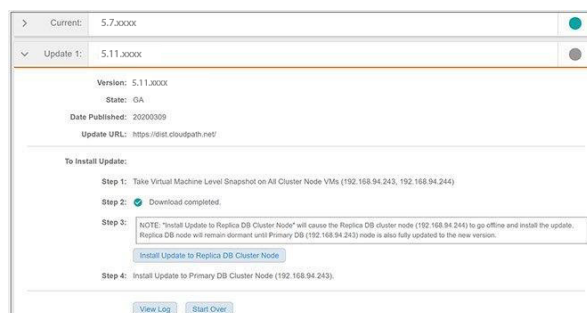 Current: 5.7.xxxx
Update 1: 5.11.xxxx
Version: 5.11.xxxx
State: GA
Date Published: 20200309
Update URL: https://dist.cloudpath.net/
To Install Update:
Step 1: Take Virtual Machine Level Snapshot on All Cluster Node VMs (192.168.94.243, 192.168.94.244)
Step 2: Download completed.
Step 3: NOTE: "Install Update to Replica DB Cluster Node" will cause the Replica DB cluster node (192.168.94.244) to go offline and install the update.
Replica DB node will remain dormant until Primary DB (192.168.94.243) node is also fully updated to the new version.
Install Update to Replica DB Cluster Node
Step 4: Install Update to Primary DB Cluster Node (192.168.94.243).
View Log Start Over